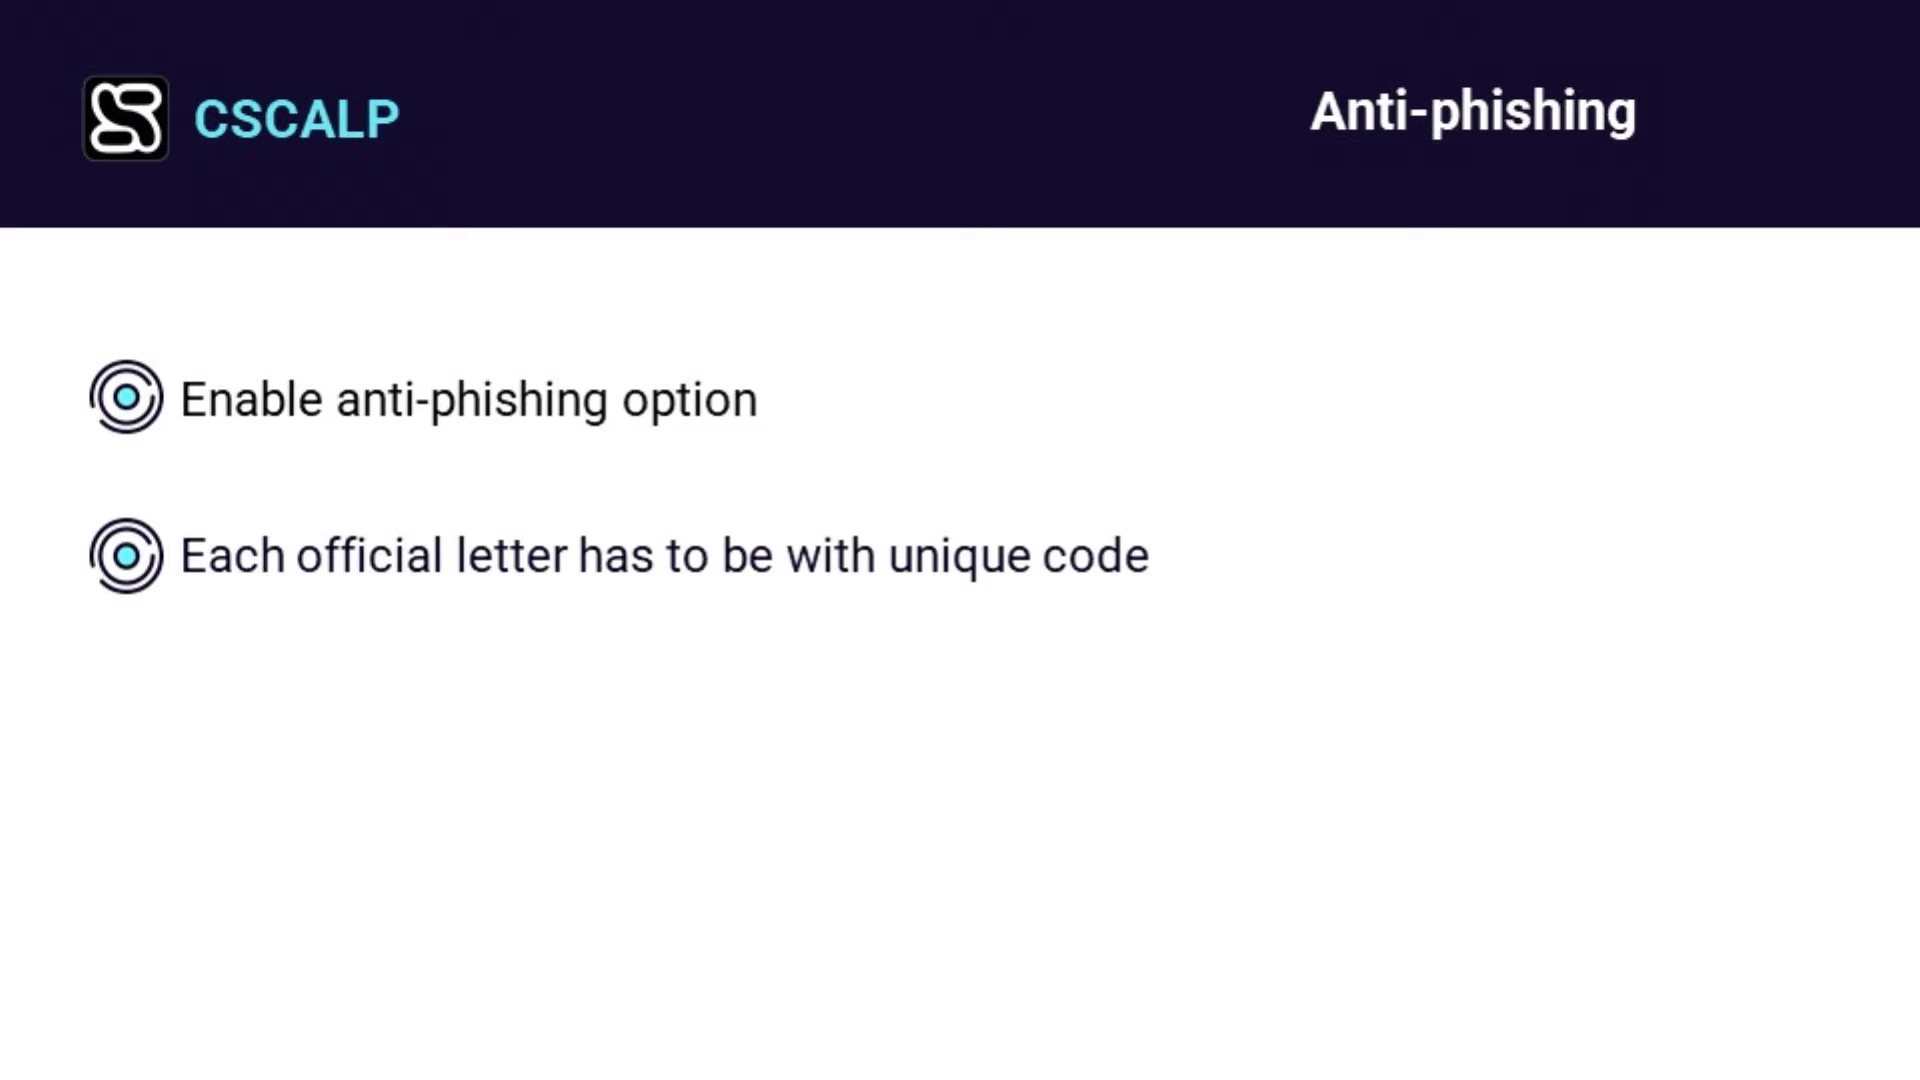 CSCALP
Anti-phishing
Enable anti-phishing option
Each official letter has to be with unique code